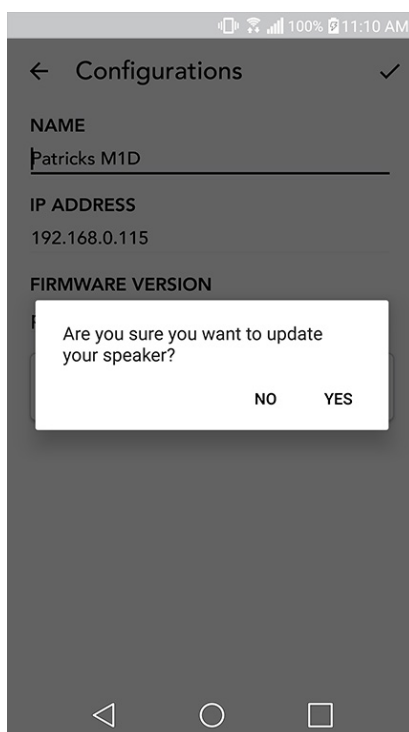 100% 11:10 AM
Configurations
NAME
Patricks M1D
IP ADDRESS
192.168.0.115
FIRMWARE VERSION
Are you sure you want to update
your speaker?
NO YES